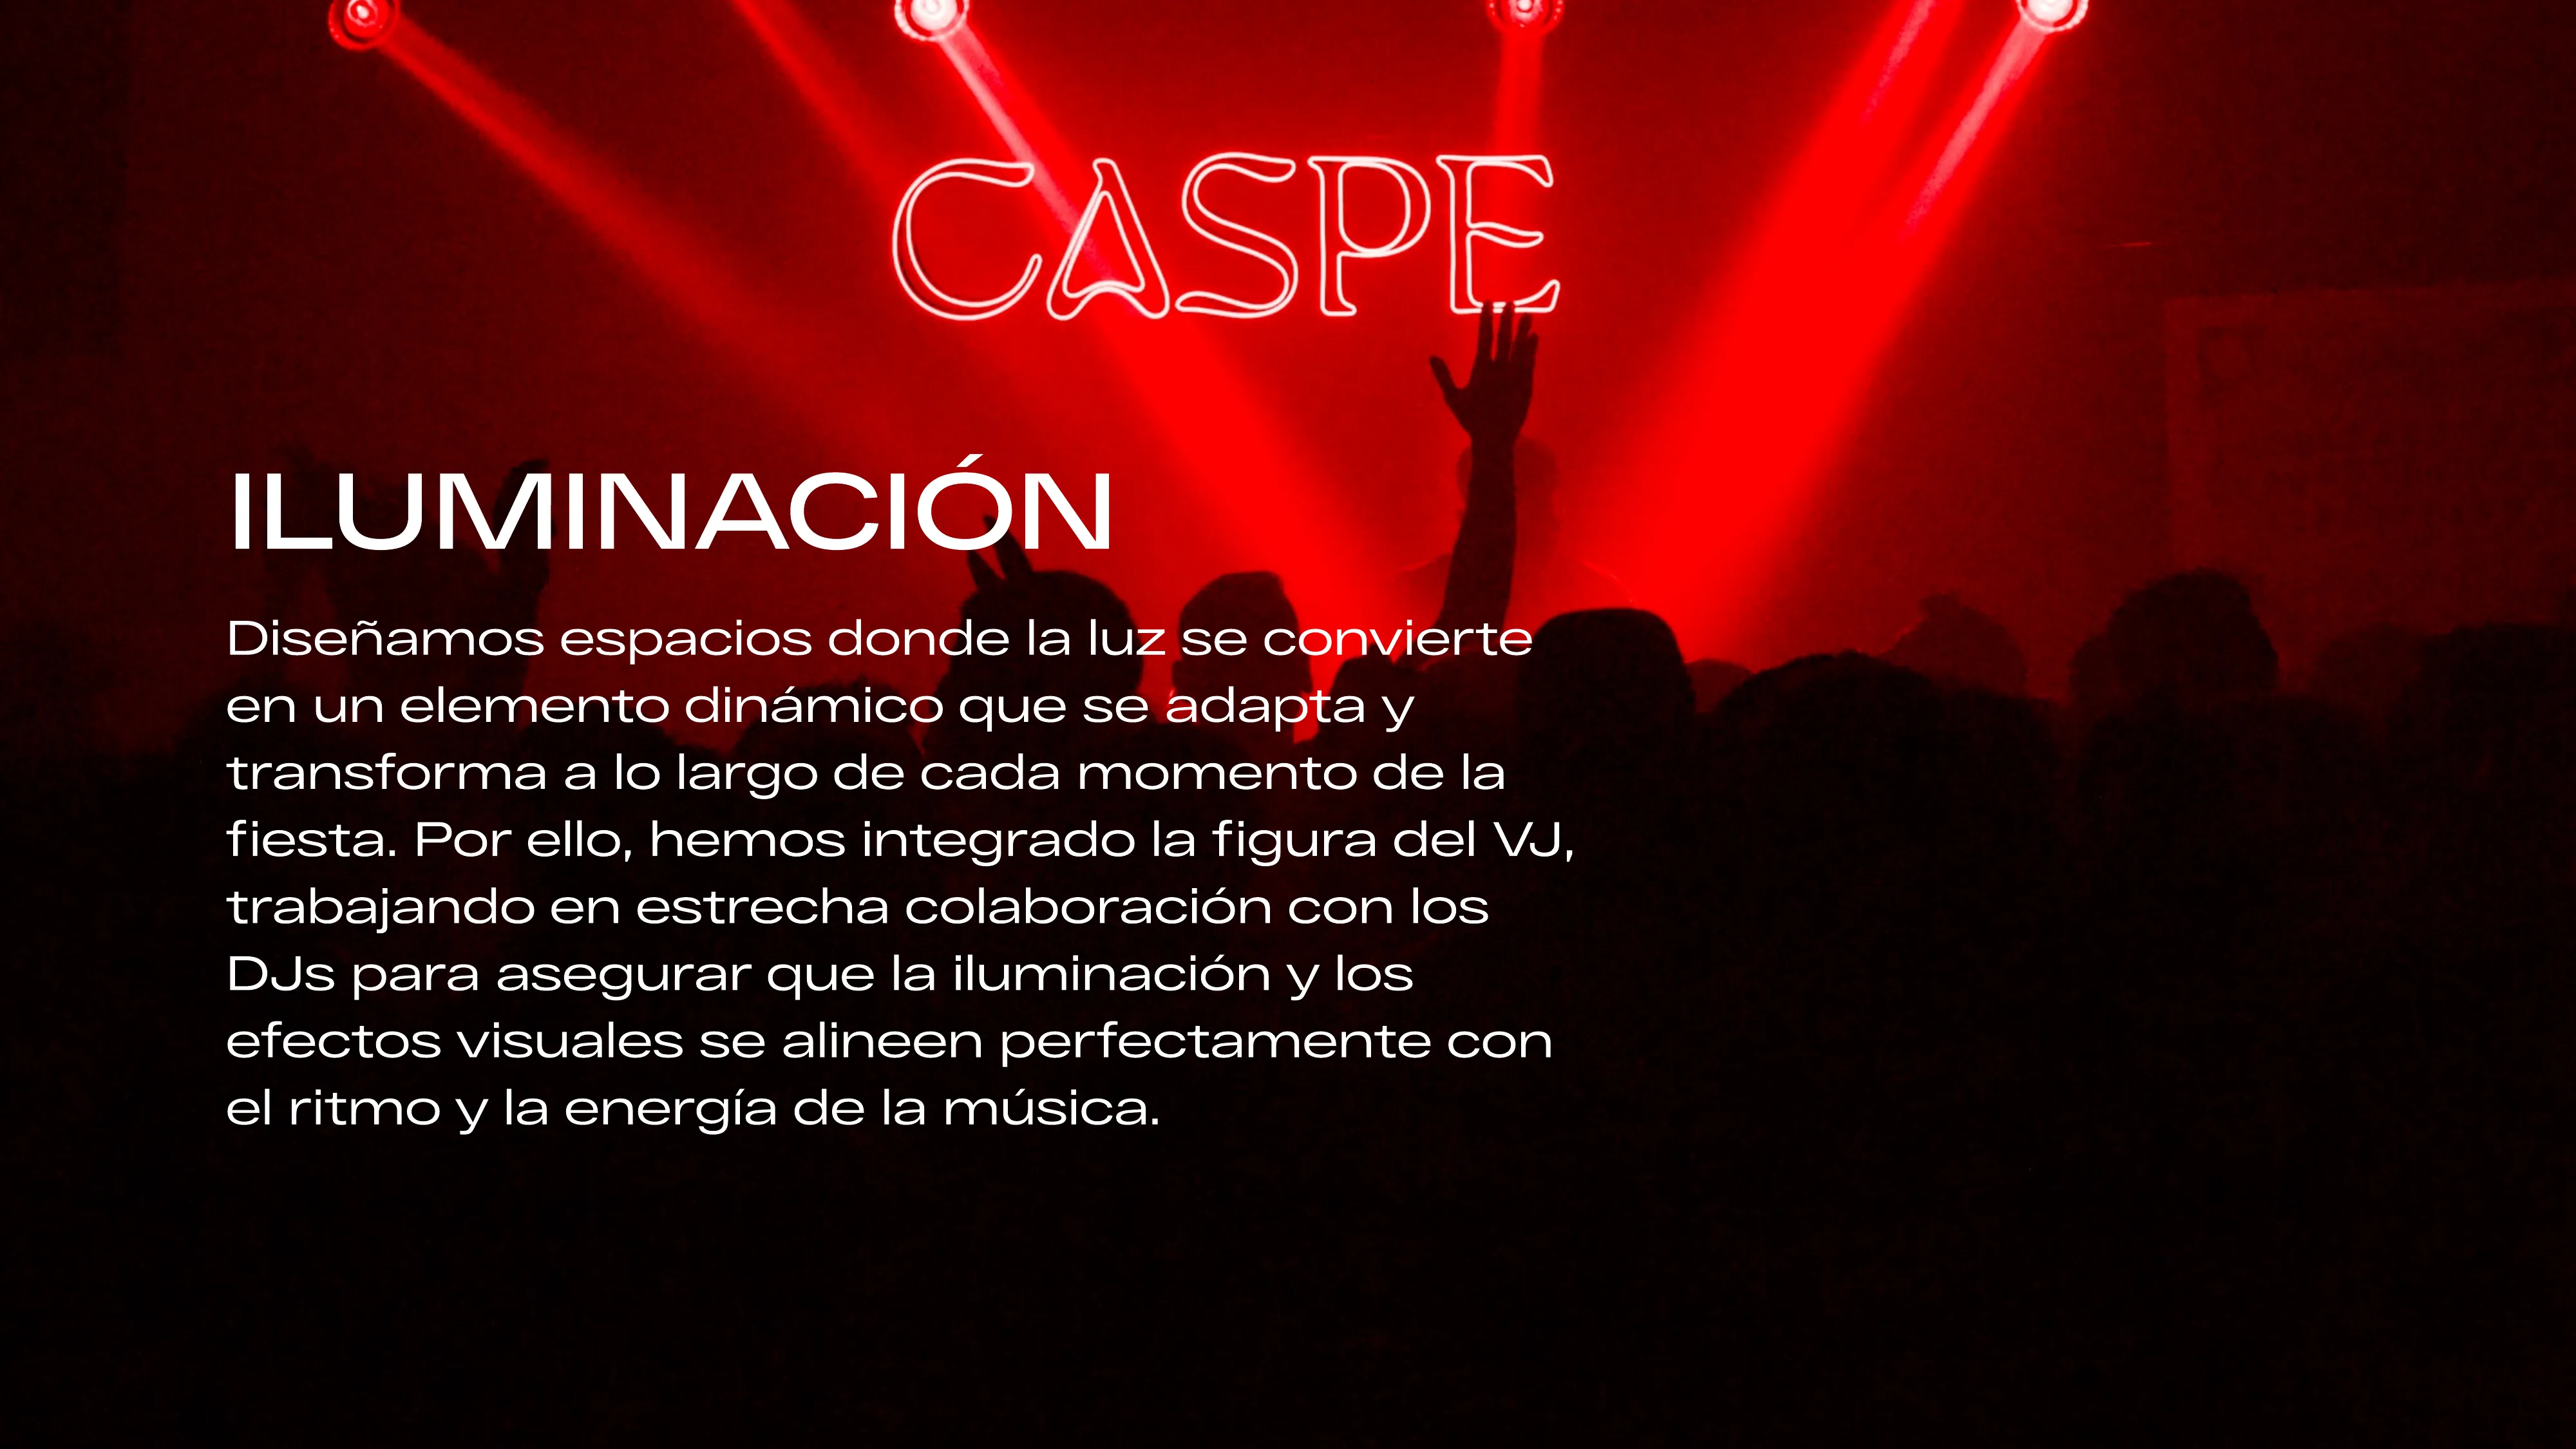 CASPE
ILUMINACIÓN
Diseñamos espacios donde la luz se convierte
en un elemento dinámico que se adapta y
transforma a lo largo de cada momento de la
fiesta. Por ello, hemos integrado la figura del VJ,
trabajando en estrecha colaboración con los
DJs para asegurar que la iluminación y los
efectos visuales se alineen perfectamente con
el ritmo y la energía de la música.